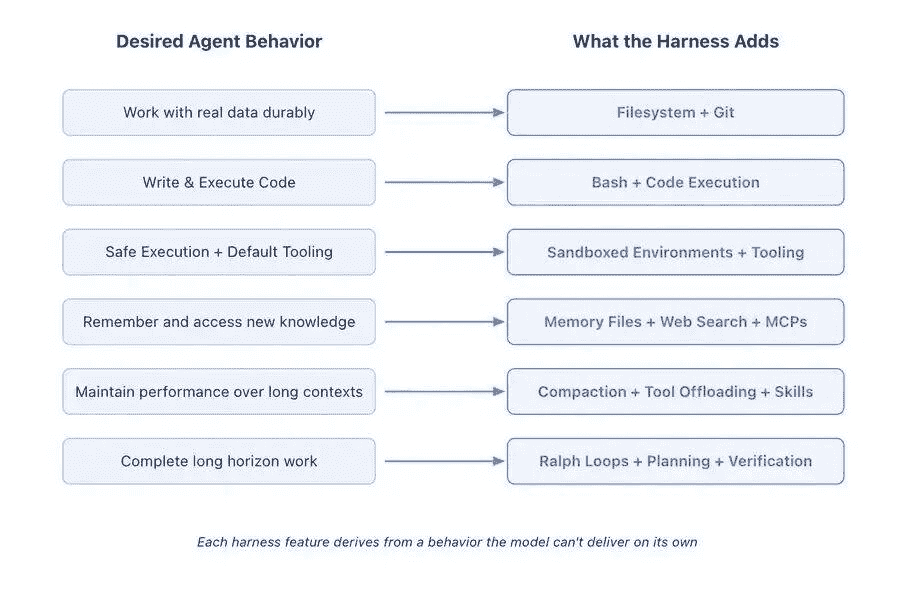 Desired Agent Behavior
What the Harness Adds
Work with real data durably
Filesystem + Git
Write & Execute Code
Bash + Code Execution
Safe Execution + Default Tooling
Sandboxed Environments + Tooling
Remember and access new knowledge
Memory Files + Web Search + MCPs
Maintain performance over long contexts
Compaction + Tool Offloading + Skills
Complete long horizon work
Ralph Loops + Planning + Verification
Each harness feature derives from a behavior the model can't deliver on its own